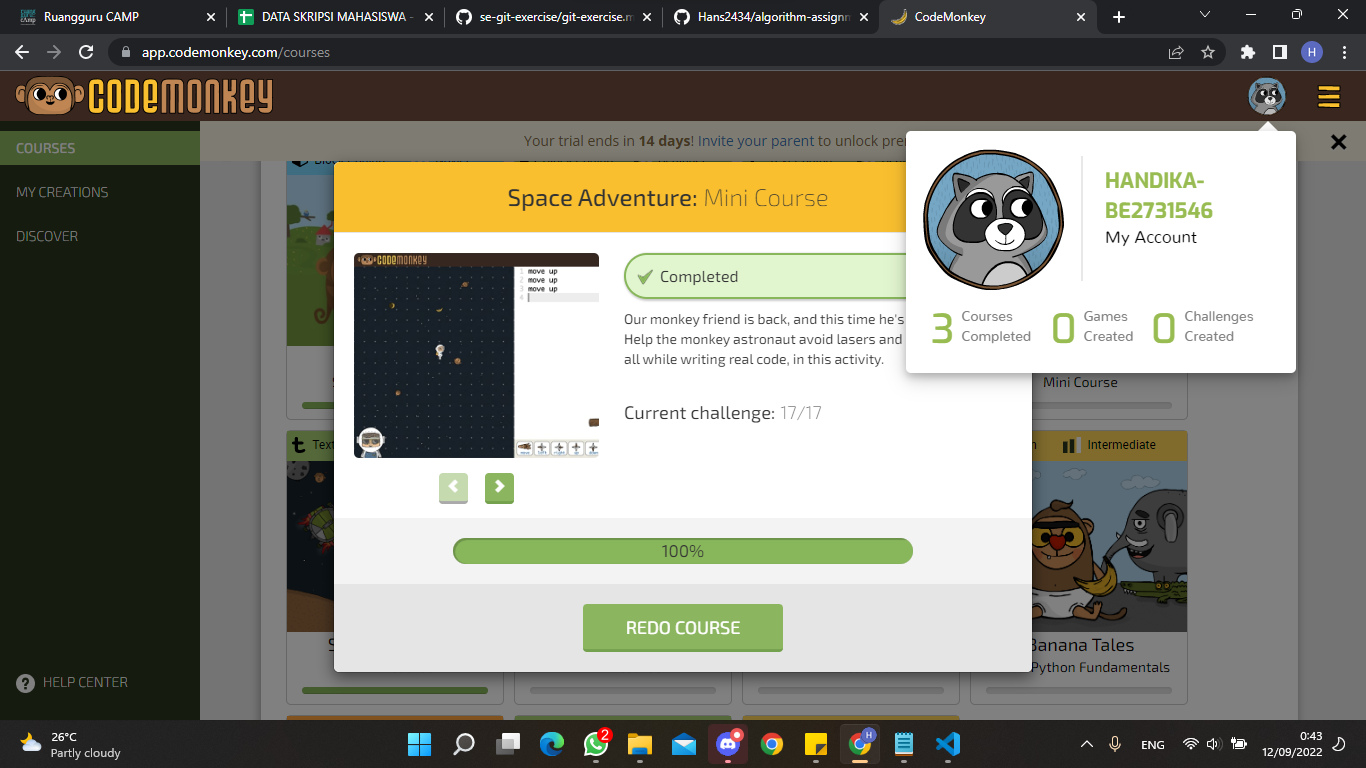 Ruangguru CAMP
DATA SKRIPSI MAHASISWA -
se-git-exercise/git-exercise.m
Hans2434/algorithm-assignm
CodeMonkey
app.codemonkey.com/courses
H
CODEMONKEY
COURSES
MY CREATIONS
DISCOVER
HELP CENTER
Your trial ends in 14 days! Invite your parent to unlock pre
HANDIKA-
BE2731546
My Account
3 Courses Completed
0 Games Created
0 Challenges Created
Space Adventure: Mini Course
CODEMONKEY
1 move up
2 move up
3 move up
4
Completed
Our monkey friend is back, and this time he's
Help the monkey astronaut avoid lasers and
all while writing real code, in this activity.
Current challenge: 17/17
100%
REDO COURSE
Mini Course
t Text
Intermediate
Banana Tales
Python Fundamentals
26°C
Partly cloudy
2
H
ENG
0:43
12/09/2022